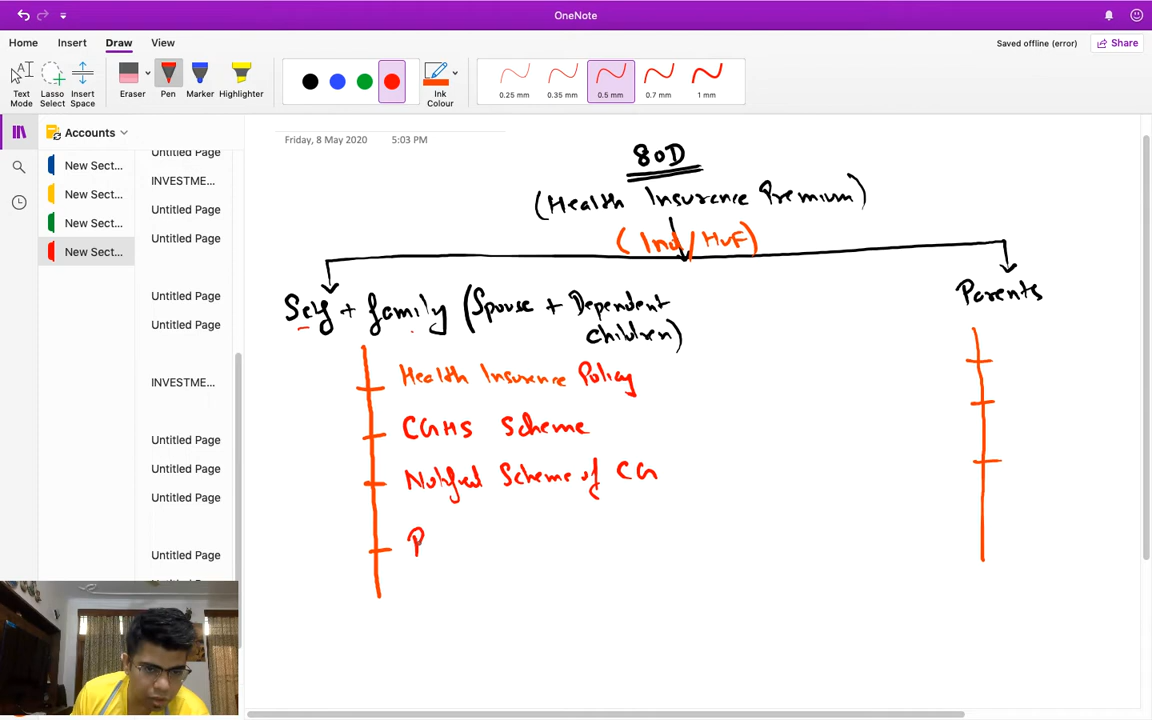 OneNote
Home Insert Draw View
Saved offline (error)
Share
Text Mode
Lasso Select
Insert Space
Eraser
Pen
Marker
Highlighter
Ink Colour
0.25 mm
0.35 mm
0.5 mm
0.7 mm
1 mm
Accounts
New Sect...
New Sect...
New Sect...
New Sect...
Untitled Page
INVESTME...
Untitled Page
Untitled Page
Untitled Page
Untitled Page
INVESTME...
Untitled Page
Untitled Page
Untitled Page
Untitled Page
Friday, 8 May 2020 5:03 PM
80D
(Health Insurence Premium)
(Ind/HUF)
Self + family (Spouse + Dependent
children)
Parents
Health Insurence Policy
CGHS Scheme
Notified Scheme of CG
P